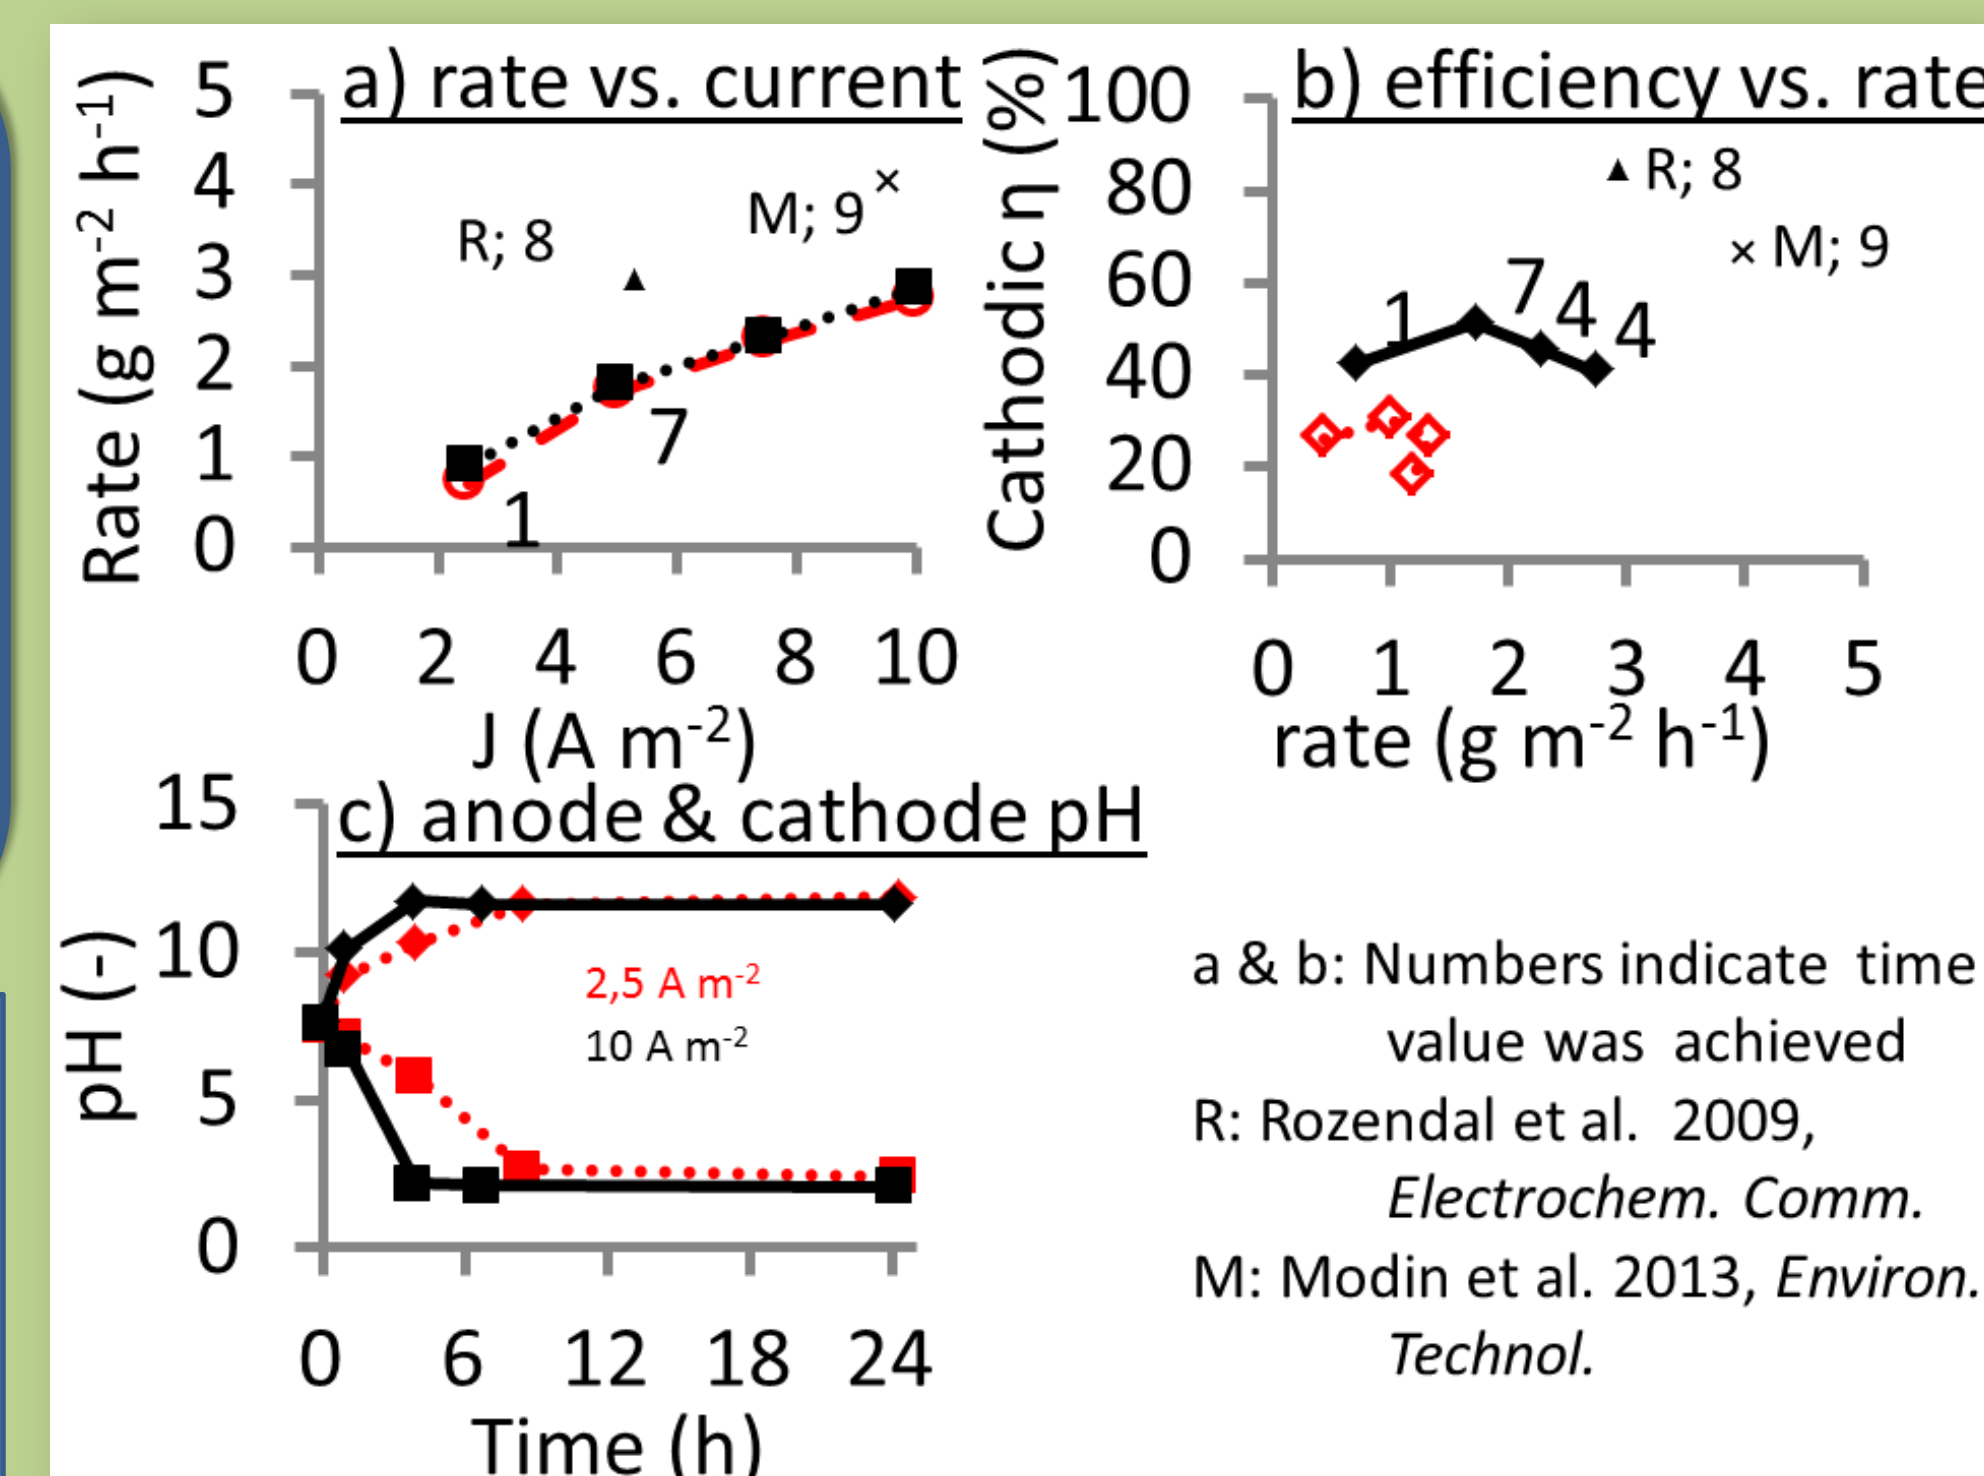 a) rate vs. current
Rate (g m⁻² h⁻¹)
5
4
3
2
1
0
R; 8
M; 9
7
1
0 2 4 6 8 10
J (A m⁻²)
b) efficiency vs. rate
Cathodic η (%)
100
80
60
40
20
0
R; 8
M; 9
1 7 4 4
0 1 2 3 4 5
rate (g m⁻² h⁻¹)
c) anode & cathode pH
pH (-)
15
10
5
0
2,5 A m⁻²
10 A m⁻²
0 6 12 18 24
Time (h)
a & b: Numbers indicate time
value was achieved
R: Rozendal et al. 2009,
Electrochem. Comm.
M: Modin et al. 2013, Environ.
Technol.